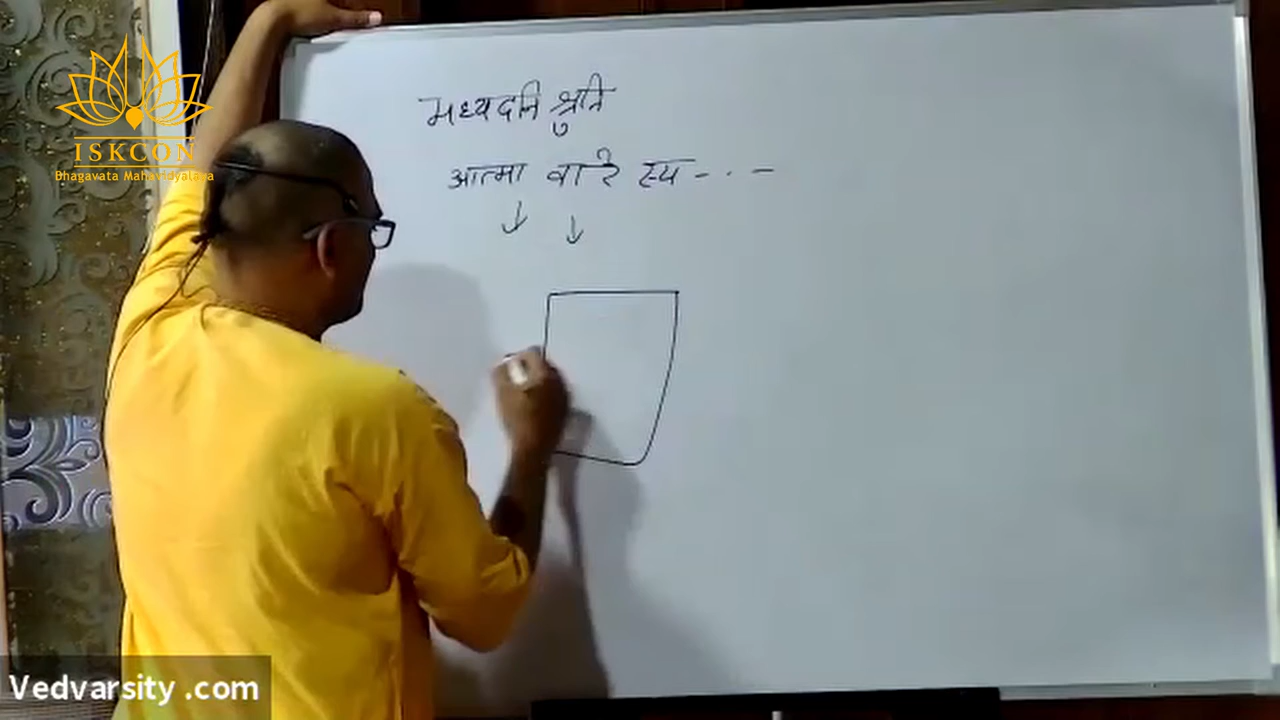 ISKCON
Bhagavata Mahavidyalaya
मध्यदनि श्रुति
आत्मा वा रे स्य - . . -
Vedvarsity .com